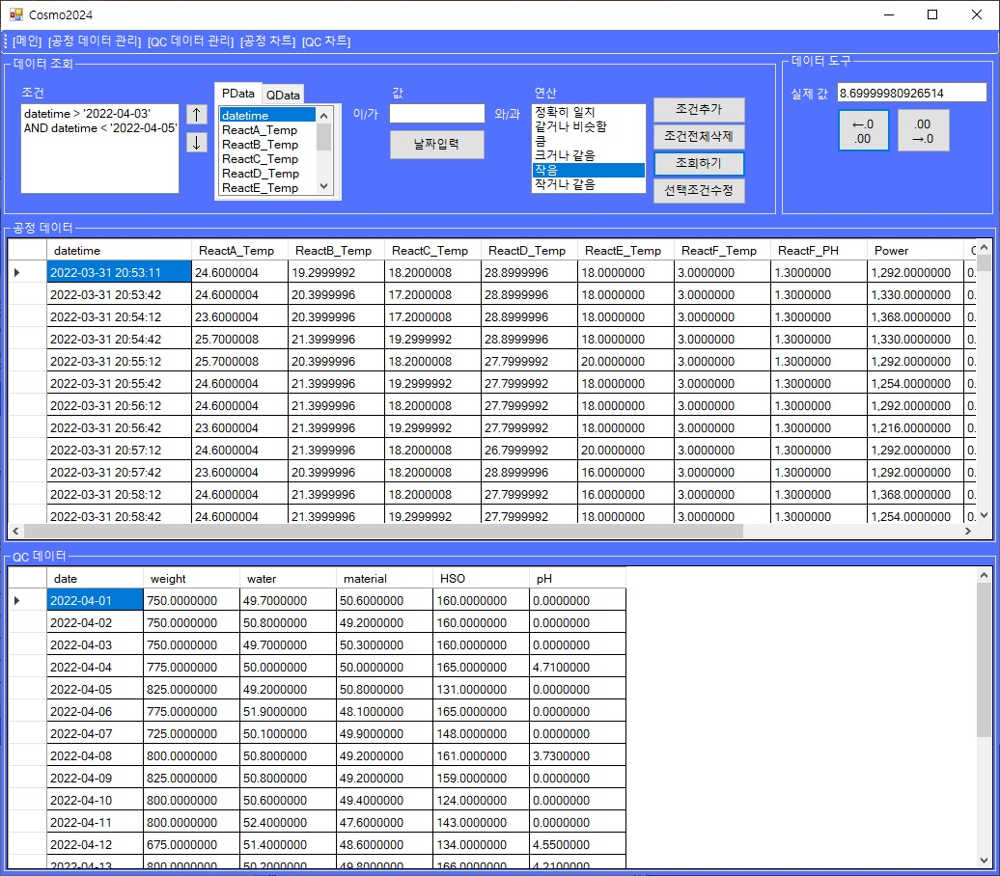 Cosmo2024
[메인] [공정 데이터 관리] [QC 데이터 관리] [공정 차트] [QC 차트]
데이터 조회
조건
datetime > '2022-04-03'
AND datetime < '2022-04-05'
↑
↓
PData QData
datetime
ReactA_Temp
ReactB_Temp
ReactC_Temp
ReactD_Temp
ReactE_Temp
이/가
값
날짜입력
와/과
연산
정확히 일치
같거나 비슷함
큼
크거나 같음
작음
작거나 같음
조건추가
조건전체삭제
조회하기
선택조건수정
데이터 도구
실제 값 8.69999980926514
←.0
.00
.00
→.0
공정 데이터
datetime ReactA_Temp ReactB_Temp ReactC_Temp ReactD_Temp ReactE_Temp ReactF_Temp ReactF_PH Power
2022-03-31 20:53:11 24.6000004 19.2999992 18.2000008 28.8999996 18.0000000 3.0000000 1.3000000 1,292.0000000 0.
2022-03-31 20:53:42 24.6000004 20.3999996 17.2000008 28.8999996 18.0000000 3.0000000 1.3000000 1,330.0000000 0.
2022-03-31 20:54:12 23.6000004 20.3999996 17.2000008 28.8999996 18.0000000 3.0000000 1.3000000 1,368.0000000 0.
2022-03-31 20:54:42 25.7000008 21.3999996 19.2999992 28.8999996 18.0000000 3.0000000 1.3000000 1,330.0000000 0.
2022-03-31 20:55:12 25.7000008 20.3999996 18.2000008 27.7999992 20.0000000 3.0000000 1.3000000 1,292.0000000 0.
2022-03-31 20:55:42 24.6000004 21.3999996 19.2999992 27.7999992 18.0000000 3.0000000 1.3000000 1,254.0000000 0.
2022-03-31 20:56:12 24.6000004 21.3999996 18.2000008 27.7999992 18.0000000 3.0000000 1.3000000 1,292.0000000 0.
2022-03-31 20:56:42 23.6000004 21.3999996 19.2999992 27.7999992 18.0000000 3.0000000 1.3000000 1,216.0000000 0.
2022-03-31 20:57:12 24.6000004 21.3999996 18.2000008 26.7999992 20.0000000 3.0000000 1.3000000 1,292.0000000 0.
2022-03-31 20:57:42 23.6000004 20.3999996 18.2000008 28.8999996 16.0000000 3.0000000 1.3000000 1,292.0000000 0.
2022-03-31 20:58:12 24.6000004 21.3999996 18.2000008 27.7999992 16.0000000 3.0000000 1.3000000 1,368.0000000 0.
2022-03-31 20:58:42 24.6000004 21.3999996 19.2999992 27.7999992 18.0000000 3.0000000 1.3000000 1,254.0000000 0.
QC 데이터
date weight water material HSO pH
2022-04-01 750.0000000 49.7000000 50.6000000 160.0000000 0.0000000
2022-04-02 750.0000000 50.8000000 49.2000000 160.0000000 0.0000000
2022-04-03 750.0000000 49.7000000 50.3000000 160.0000000 0.0000000
2022-04-04 775.0000000 50.0000000 50.0000000 165.0000000 4.7100000
2022-04-05 825.0000000 49.2000000 50.8000000 131.0000000 0.0000000
2022-04-06 775.0000000 51.9000000 48.1000000 165.0000000 0.0000000
2022-04-07 725.0000000 50.1000000 49.9000000 148.0000000 0.0000000
2022-04-08 800.0000000 50.8000000 49.2000000 161.0000000 3.7300000
2022-04-09 825.0000000 50.8000000 49.2000000 159.0000000 0.0000000
2022-04-10 800.0000000 50.6000000 49.4000000 124.0000000 0.0000000
2022-04-11 800.0000000 52.4000000 47.6000000 143.0000000 0.0000000
2022-04-12 675.0000000 51.4000000 48.6000000 134.0000000 4.5500000
2022-04-13 800.0000000 50.2000000 49.8000000 166.0000000 4.2100000